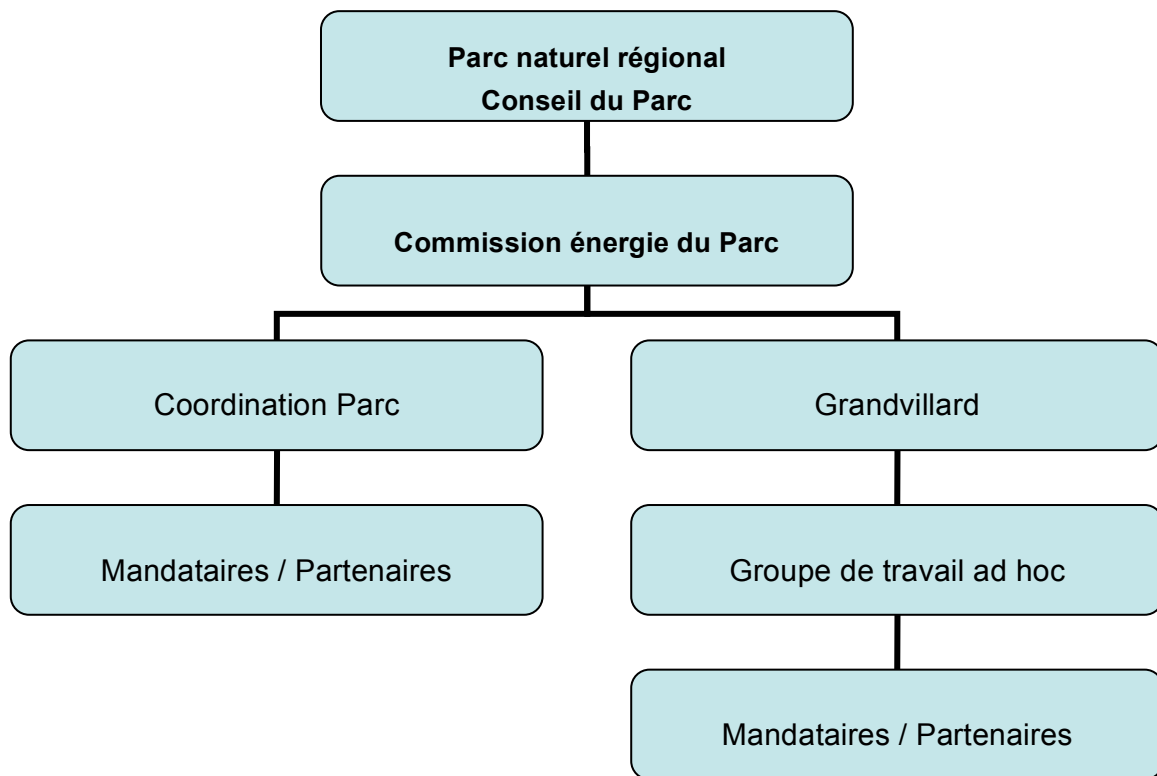 Parc naturel régional
Conseil du Parc
Commission énergie du Parc
Coordination Parc
Grandvillard
Mandataires / Partenaires
Groupe de travail ad hoc
Mandataires / Partenaires